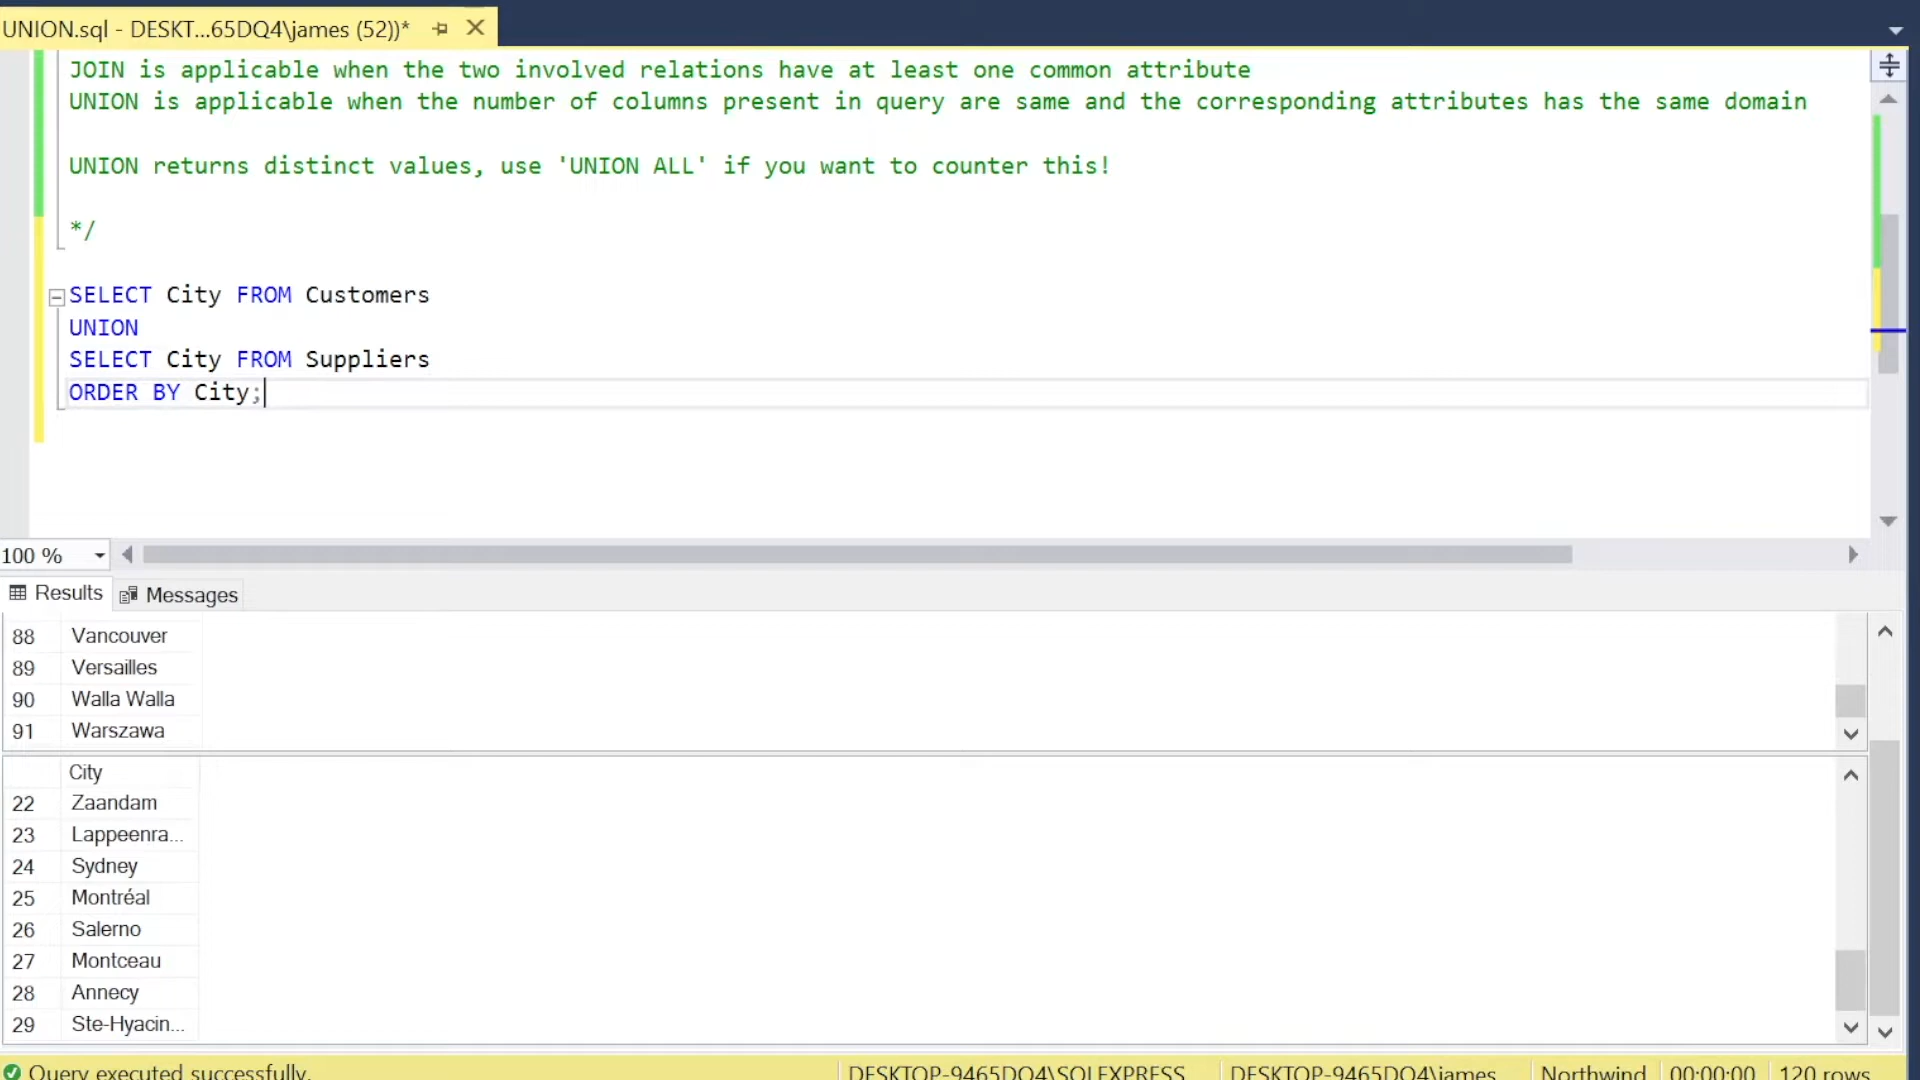 UNION.sql - DESKT...65DQ4\james (52))*
JOIN is applicable when the two involved relations have at least one common attribute
UNION is applicable when the number of columns present in query are same and the corresponding attributes has the same domain
UNION returns distinct values, use 'UNION ALL' if you want to counter this!
*/
SELECT City FROM Customers
UNION
SELECT City FROM Suppliers
ORDER BY City;
100 %
Results Messages
88 Vancouver
89 Versailles
90 Walla Walla
91 Warszawa
City
22 Zaandam
23 Lappeenra...
24 Sydney
25 Montréal
26 Salerno
27 Montceau
28 Annecy
29 Ste-Hyacin...
Query executed successfully. DESKTOP-9465DQ4\SQLEXPRESS ... DESKTOP-9465DQ4\james ... Northwind 00:00:00 120 rows